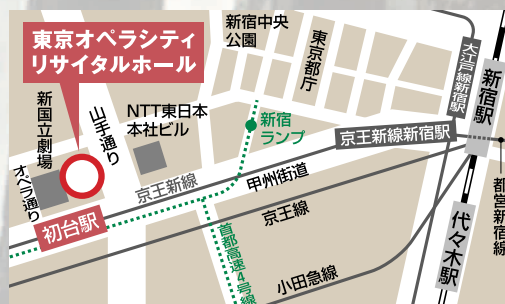 東京オペラシティ
リサイタルホール
新宿中央
公園
東京都庁
大江戸線新宿駅
新宿駅
新国立劇場
山手通り
NTT東日本
本社ビル
新宿
ランプ
京王新線新宿駅
オペラ通り
京王新線
甲州街道
初台駅
京王線
首都高速4号線
小田急線
代々木駅
都営新宿線